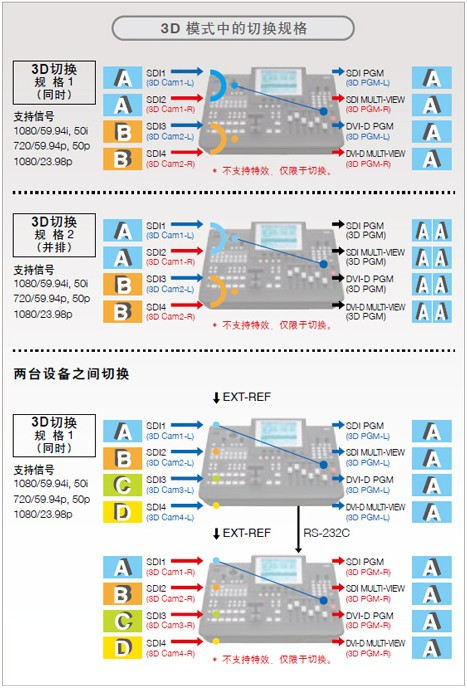 3D 模式中的切换规格
3D切换
规 格 1
(同时)
支持信号
1080/59.94i, 50i
720/59.94p, 50p
1080/23.98p
A SDI1
(3D Cam1-L)
A SDI2
(3D Cam1-R)
B SDI3
(3D Cam2-L)
B SDI4
(3D Cam2-R)
SDI PGM
(3D PGM-L) A
SDI MULTI-VIEW
(3D PGM-R) A
DVI-D PGM
(3D PGM-L) A
DVI-D MULTI-VIEW
(3D PGM-R) A
* 不支持特效、仅限于切换。
3D切换
规 格 2
(并排)
支持信号
1080/59.94i, 50i
720/59.94p, 50p
1080/23.98p
A SDI1
(3D Cam1-L)
A SDI2
(3D Cam1-R)
B SDI3
(3D Cam2-L)
B SDI4
(3D Cam2-R)
SDI PGM
(3D PGM) A A
SDI MULTI-VIEW
(3D PGM) A A
DVI-D PGM
(3D PGM) A A
DVI-D MULTI-VIEW
(3D PGM) A A
* 不支持特效、仅限于切换。
两台设备之间切换
EXT-REF
3D切换
规 格 1
(同时)
支持信号
1080/59.94i, 50i
720/59.94p, 50p
1080/23.98p
A SDI1
(3D Cam1-L)
B SDI2
(3D Cam2-L)
C SDI3
(3D Cam3-L)
D SDI4
(3D Cam4-L)
SDI PGM
(3D PGM-L) A
SDI MULTI-VIEW
(3D PGM-L) A
DVI-D PGM
(3D PGM-L) A
DVI-D MULTI-VIEW
(3D PGM-L) A
EXT-REF
RS-232C
A SDI1
(3D Cam1-R)
B SDI2
(3D Cam2-R)
C SDI3
(3D Cam3-R)
D SDI4
(3D Cam4-R)
SDI PGM
(3D PGM-R) A
SDI MULTI-VIEW
(3D PGM-R) A
DVI-D PGM
(3D PGM-R) A
DVI-D MULTI-VIEW
(3D PGM-R) A
* 不支持特效、仅限于切换。